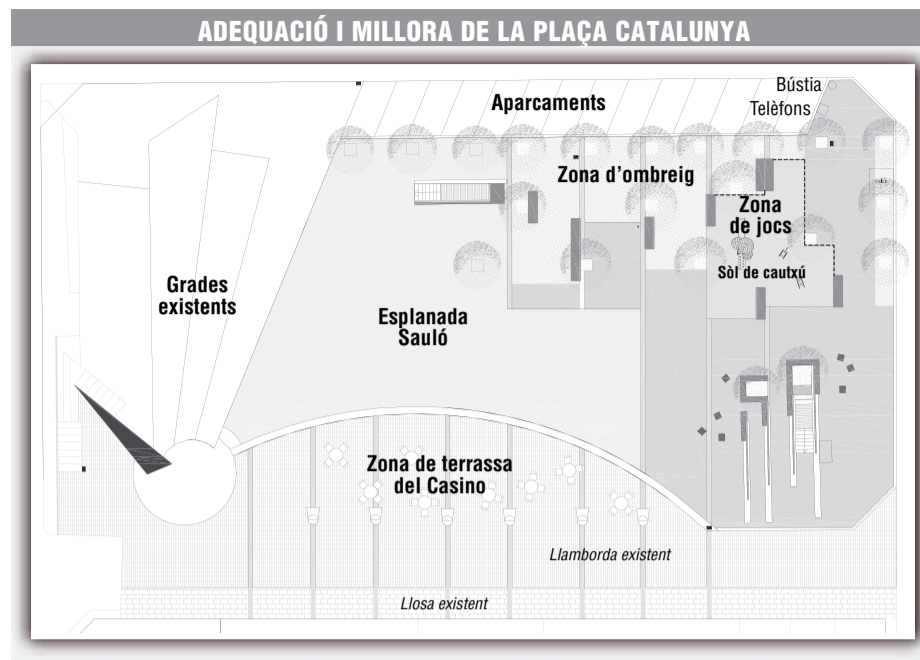 ADEQUACIÓ I MILLORA DE LA PLAÇA CATALUNYA
Bústia
Telèfons
Aparcaments
Zona d'ombreig
Zona
de jocs
Sòl de cautxú
Grades
existents
Esplanada
Sauló
Zona de terrassa
del Casino
Llamborda existent
Llosa existent